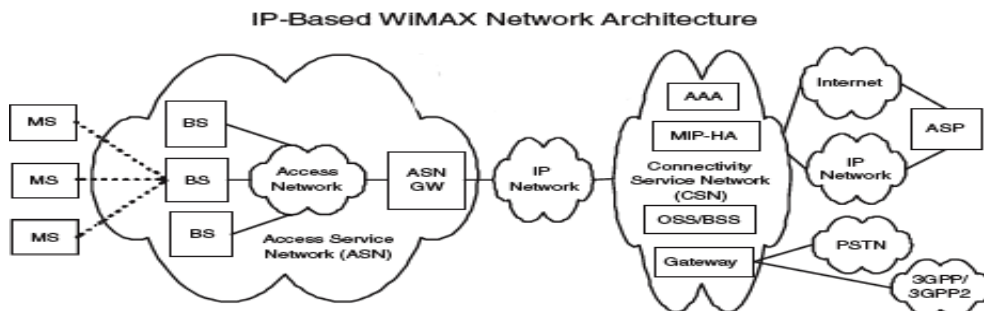 IP-Based WiMAX Network Architecture
MS
MS
MS
BS
BS
BS
Access
Network
ASN
GW
Access Service
Network (ASN)
IP
Network
AAA
MIP-HA
Connectivity
Service Network
(CSN)
OSS/BSS
Gateway
Internet
IP
Network
ASP
PSTN
3GPP/
3GPP2